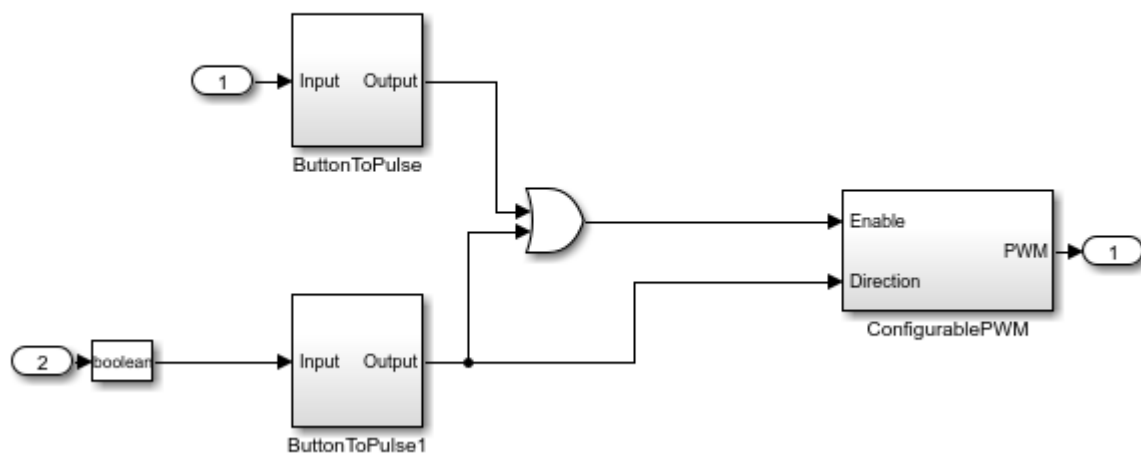 1
Input
Output
ButtonToPulse
Enable
PWM
1
Direction
ConfigurablePWM
2
boolean
Input
Output
ButtonToPulse1